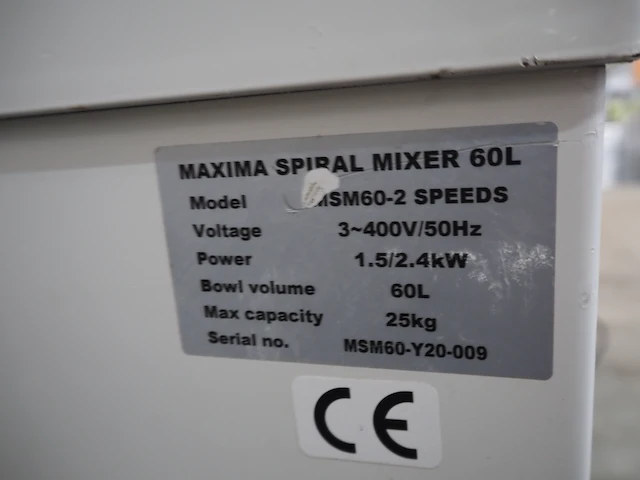 MAXIMA SPIRAL MIXER 60L
Model MSM60-2 SPEEDS
Voltage 3~400V/50Hz
Power 1.5/2.4kW
Bowl volume 60L
Max capacity 25kg
Serial no. MSM60-Y20-009
CE